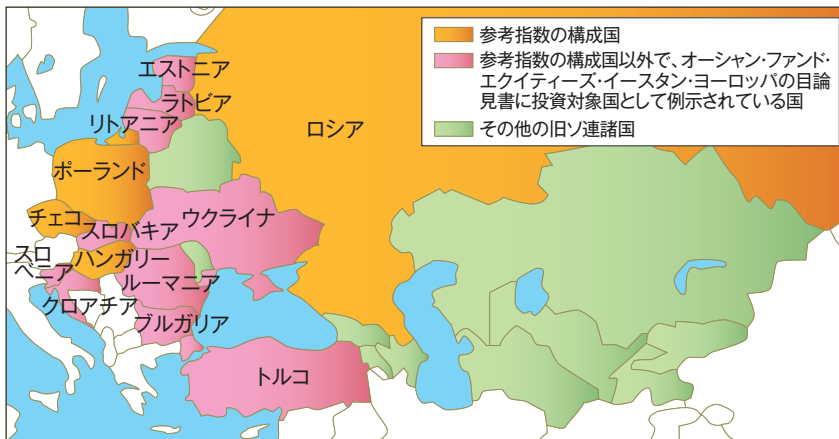 参考指数の構成国
参考指数の構成国以外で、オーシャン・ファンド・
エクイティーズ・イースタン・ヨーロッパの目論
見書に投資対象国として例示されている国
その他の旧ソ連諸国
エストニア
ラトビア
リトアニア
ロシア
ポーランド
チェコ
スロバキア
ウクライナ
スロ
ベニア
ハンガリー
ルーマニア
クロアチア
ブルガリア
トルコ